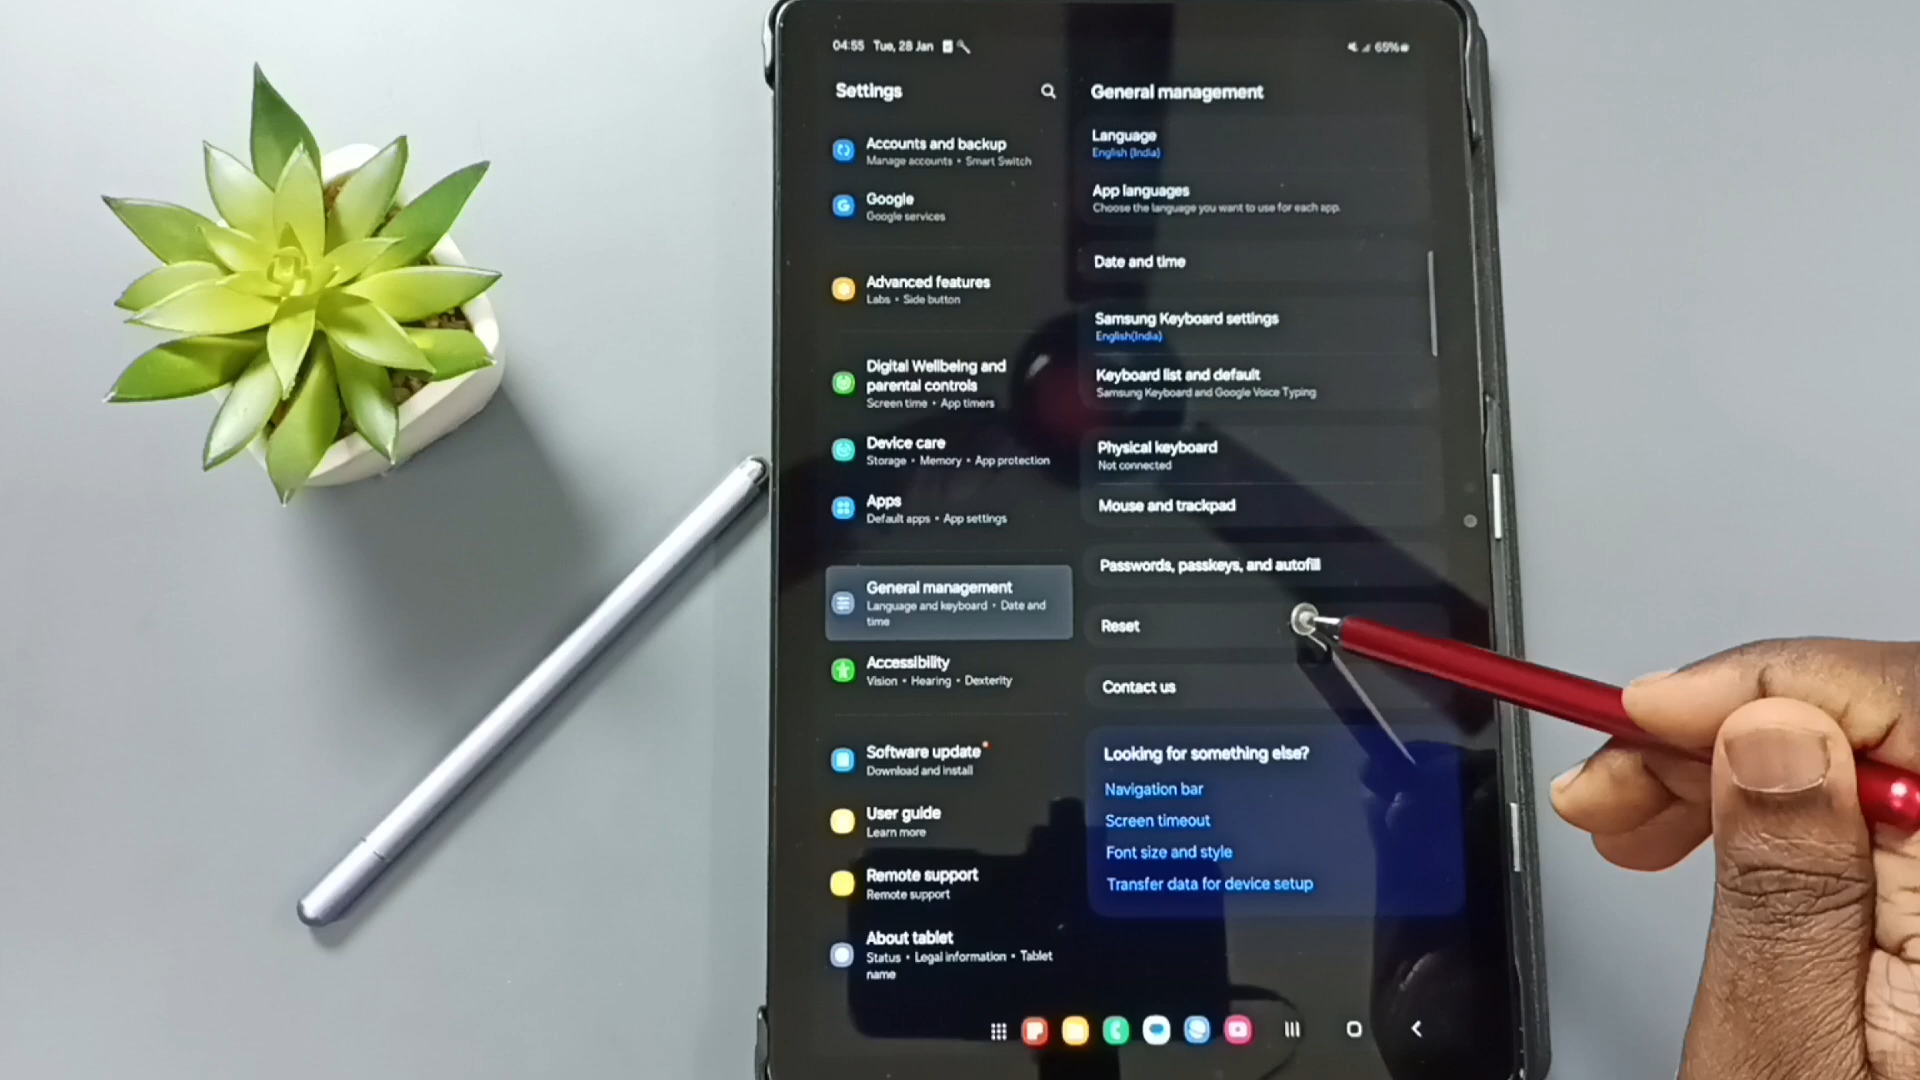 04:55 Tue, 28 Jan
65%
Settings
Accounts and backup
Manage accounts • Smart Switch
Google
Google services
Advanced features
Labs • Side button
Digital Wellbeing and
parental controls
Screen time • App timers
Device care
Storage • Memory • App protection
Apps
Default apps • App settings
General management
Language and keyboard • Date and
time
Accessibility
Vision • Hearing • Dexterity
Software update
Download and install
User guide
Learn more
Remote support
Remote support
About tablet
Status • Legal information • Tablet
name
General management
Language
English (India)
App languages
Choose the language you want to use for each app.
Date and time
Samsung Keyboard settings
English(India)
Keyboard list and default
Samsung Keyboard and Google Voice Typing
Physical keyboard
Not connected
Mouse and trackpad
Passwords, passkeys, and autofill
Reset
Contact us
Looking for something else?
Navigation bar
Screen timeout
Font size and style
Transfer data for device setup